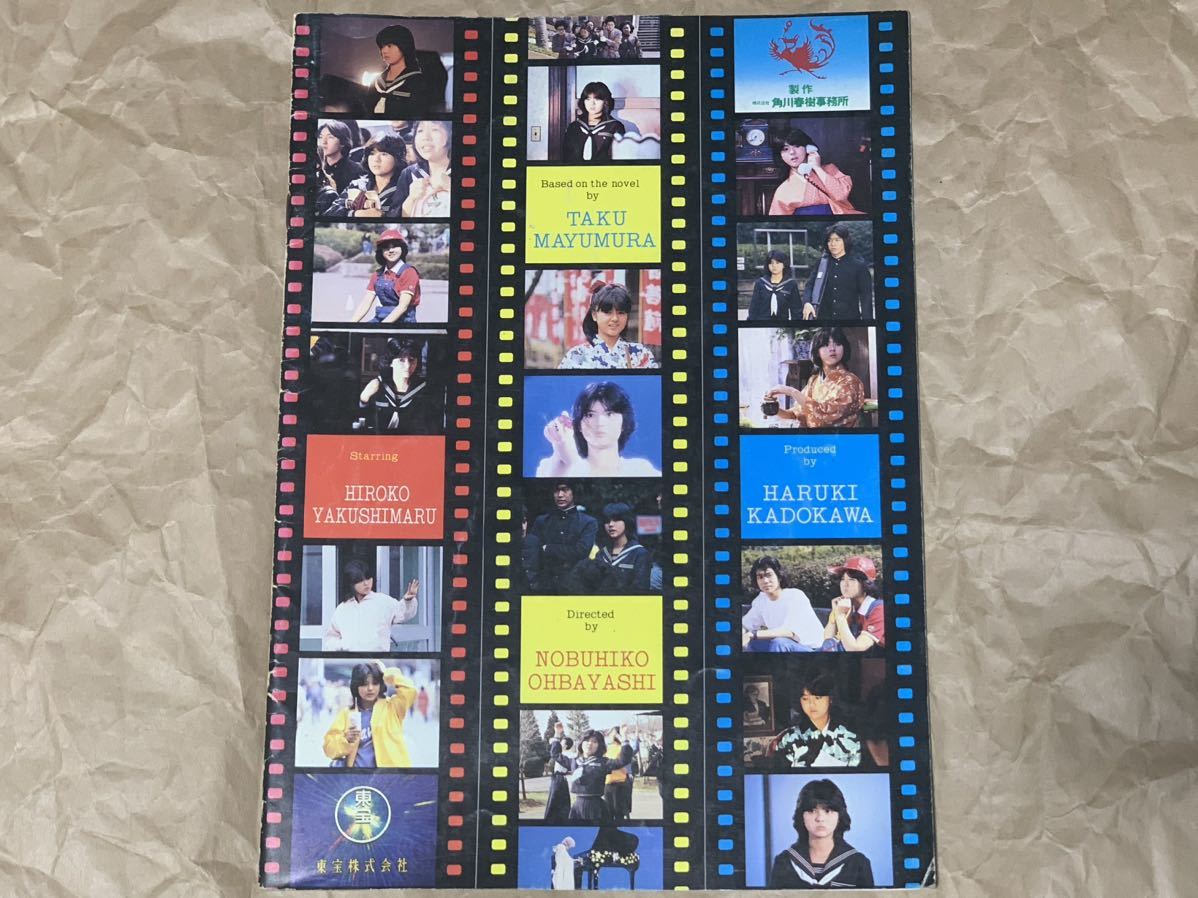 Starring
HIROKO
YAKUSHIMARU
東宝
東宝株式会社
Based on the novel
by
TAKU
MAYUMURA
Directed
by
NOBUHIKO
OHBAYASHI
製作
株式会社 角川春樹事務所
Produced
by
HARUKI
KADOKAWA